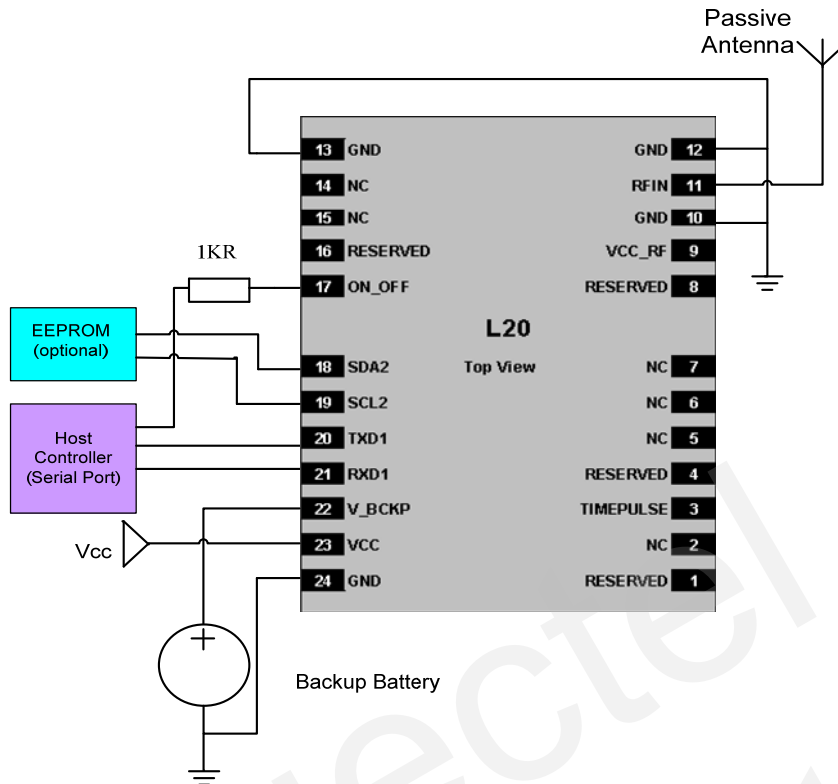 Passive
Antenna
13 GND
14 NC
15 NC
16 RESERVED
17 ON_OFF
18 SDA2
19 SCL2
20 TXD1
21 RXD1
22 V_BCKP
23 VCC
24 GND
L20
Top View
GND 12
RFIN 11
GND 10
VCC_RF 9
RESERVED 8
NC 7
NC 6
NC 5
RESERVED 4
TIMEPULSE 3
NC 2
RESERVED 1
1KR
EEPROM
(optional)
Host
Controller
(Serial Port)
Vcc
+
Backup Battery